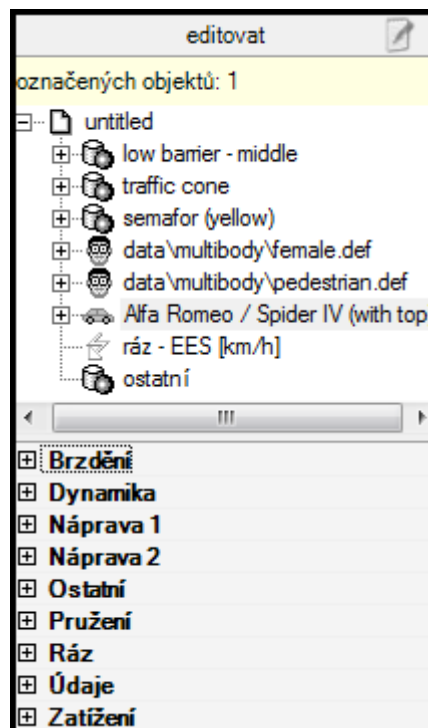 editovat
označených objektů: 1
untitled
low barrier - middle
traffic cone
semafor (yellow)
data\multibody\female.def
data\multibody\pedestrian.def
Alfa Romeo / Spider IV (with top
ráz - EES [km/h]
ostatní
Brzdění
Dynamika
Náprava 1
Náprava 2
Ostatní
Pružení
Ráz
Údaje
Zatížení